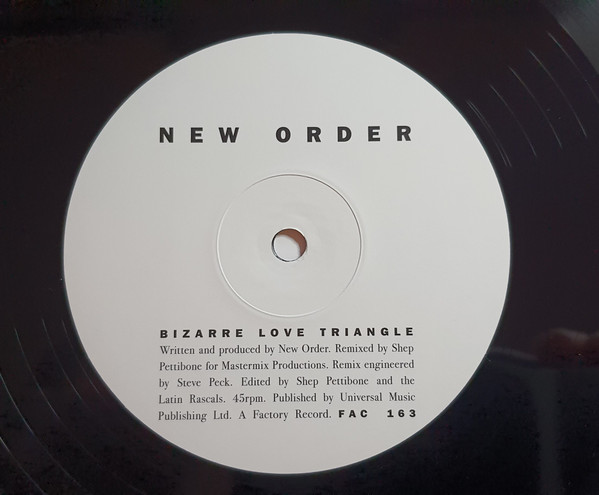 NEW ORDER
BIZARRE LOVE TRIANGLE
Written and produced by New Order. Remixed by Shep
Pettibone for Mastermix Productions. Remix engineered
by Steve Peck. Edited by Shep Pettibone and the
Latin Rascals. 45rpm. Published by Universal Music
Publishing Ltd. A Factory Record. FAC 163